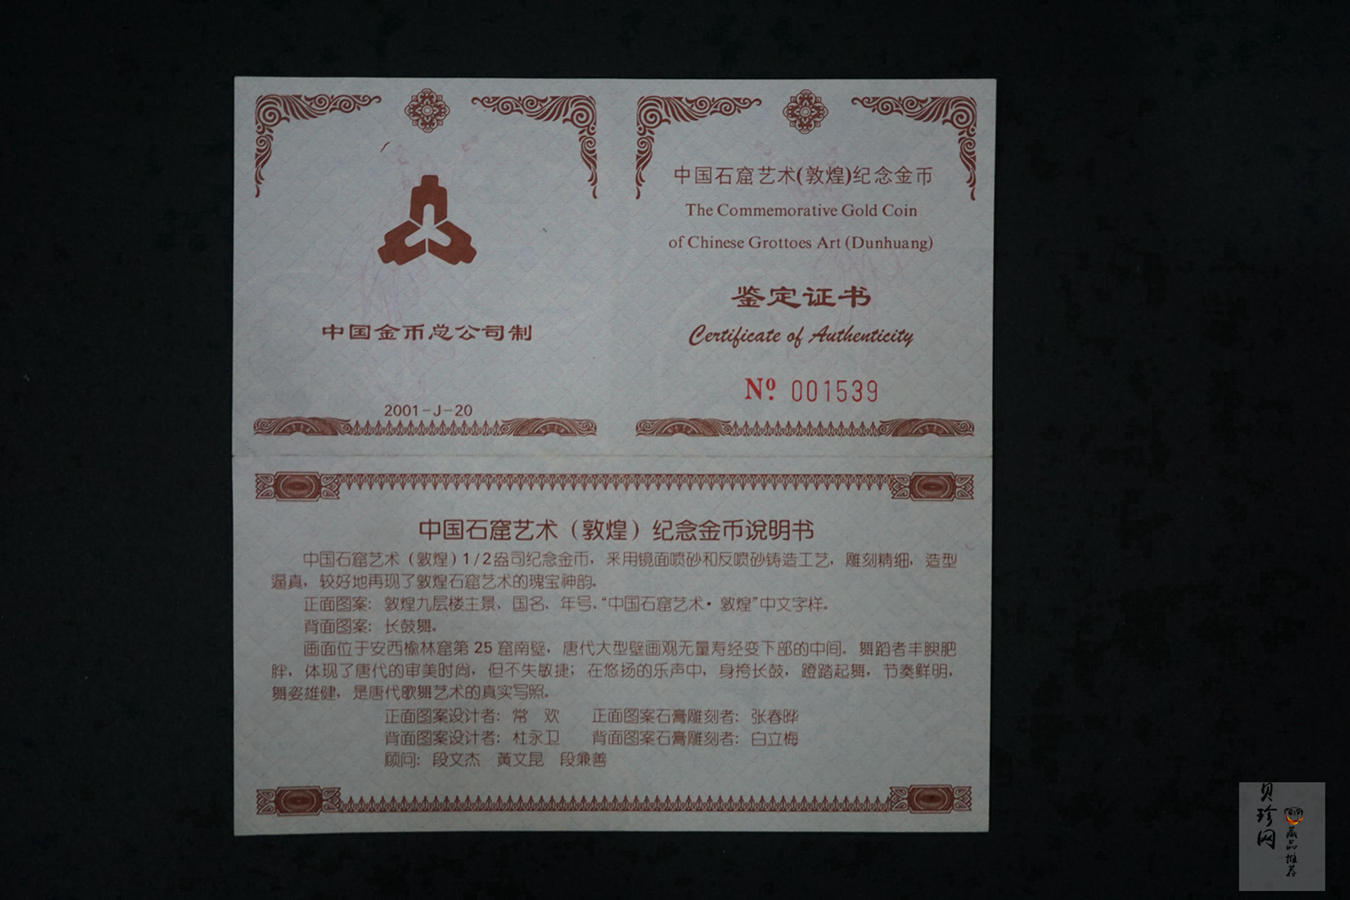 中国金币总公司制
2001-J-20
中国石窟艺术(敦煌)纪念金币
The Commemorative Gold Coin
of Chinese Grottoes Art (Dunhuang)
鉴定证书
Certificate of Authenticity
Nº. 001539
中国石窟艺术（敦煌）纪念金币说明书
中国石窟艺术（敦煌）1/2盎司纪念金币，采用镜面喷砂和反喷砂铸造工艺，雕刻精细，造型
逼真，较好地再现了敦煌石窟艺术的瑰宝神韵。
正面图案：敦煌九层楼主景、国名、年号、“中国石窟艺术·敦煌”中文字样。
背面图案：长鼓舞。
画面位于安西榆林窟第 25 窟南壁，唐代大型壁画观无量寿经变下部的中间。舞蹈者丰腴肥
胖，体现了唐代的审美时尚，但不失敏捷；在悠扬的乐声中，身挎长鼓，蹬踏起舞，节奏鲜明，
舞姿雄健，是唐代歌舞艺术的真实写照。
正面图案设计者：常　欢　　正面图案石膏雕刻者：张春晔
背面图案设计者：杜永卫　　背面图案石膏雕刻者：白立梅
顾问：段文杰　黄文昆　段兼善
贝珍网
藏品推荐